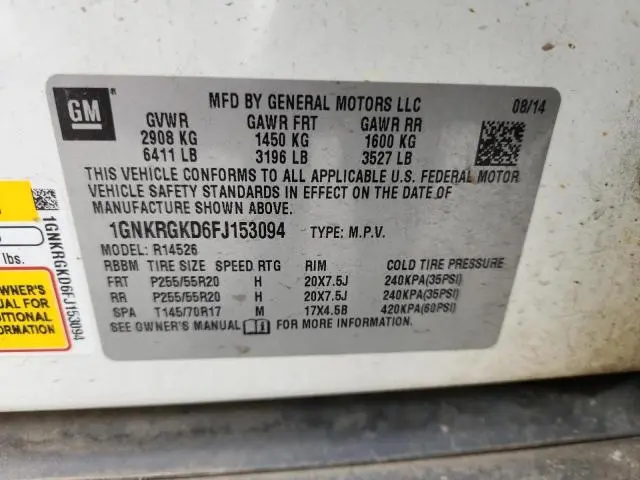 GM
MFD BY GENERAL MOTORS LLC 08/14
GVWR GAWR FRT GAWR RR
2908 KG 1450 KG 1600 KG
6411 LB 3196 LB 3527 LB
THIS VEHICLE CONFORMS TO ALL APPLICABLE U.S. FEDERAL MOTOR
VEHICLE SAFETY STANDARDS IN EFFECT ON THE DATE OF
MANUFACTURE SHOWN ABOVE.
1GNKRGKD6FJ153094 TYPE: M.P.V.
MODEL: R14526
RBBM TIRE SIZE SPEED RTG RIM COLD TIRE PRESSURE
FRT P255/55R20 H 20X7.5J 240KPA(35PSI)
RR P255/55R20 H 20X7.5J 240KPA(35PSI)
SPA T145/70R17 M 17X4.5B 420KPA(60PSI)
SEE OWNER'S MANUAL FOR MORE INFORMATION.
1GNKRGKD6FJ153094
lbs.
OWNER'S
UAL FOR
DITIONAL
ORMATION